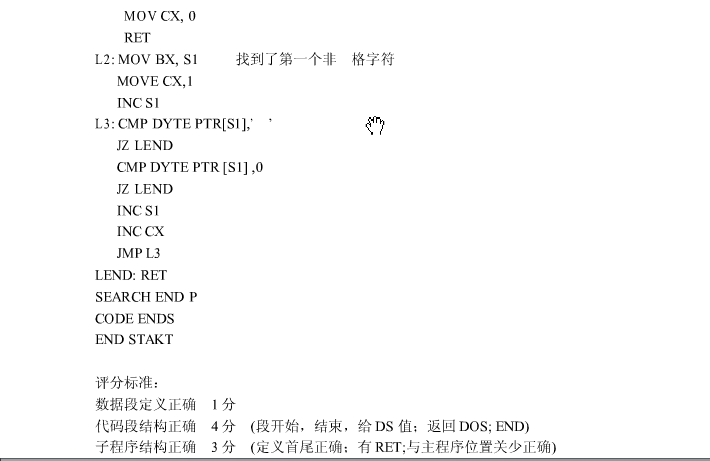 MOV CX, 0
RET
L2: MOV BX, S1 找到了第一个非 格字符
MOVE CX,1
INC S1
L3: CMP DYTE PTR[S1],’ ’
JZ LEND
CMP DYTE PTR [S1] ,0
JZ LEND
INC S1
INC CX
JMP L3
LEND: RET
SEARCH END P
CODE ENDS
END STAKT
评分标准：
数据段定义正确 1 分
代码段结构正确 4 分 (段开始，结束，给 DS 值；返回 DOS; END)
子程序结构正确 3 分 (定义首尾正确；有 RET;与主程序位置关少正确)